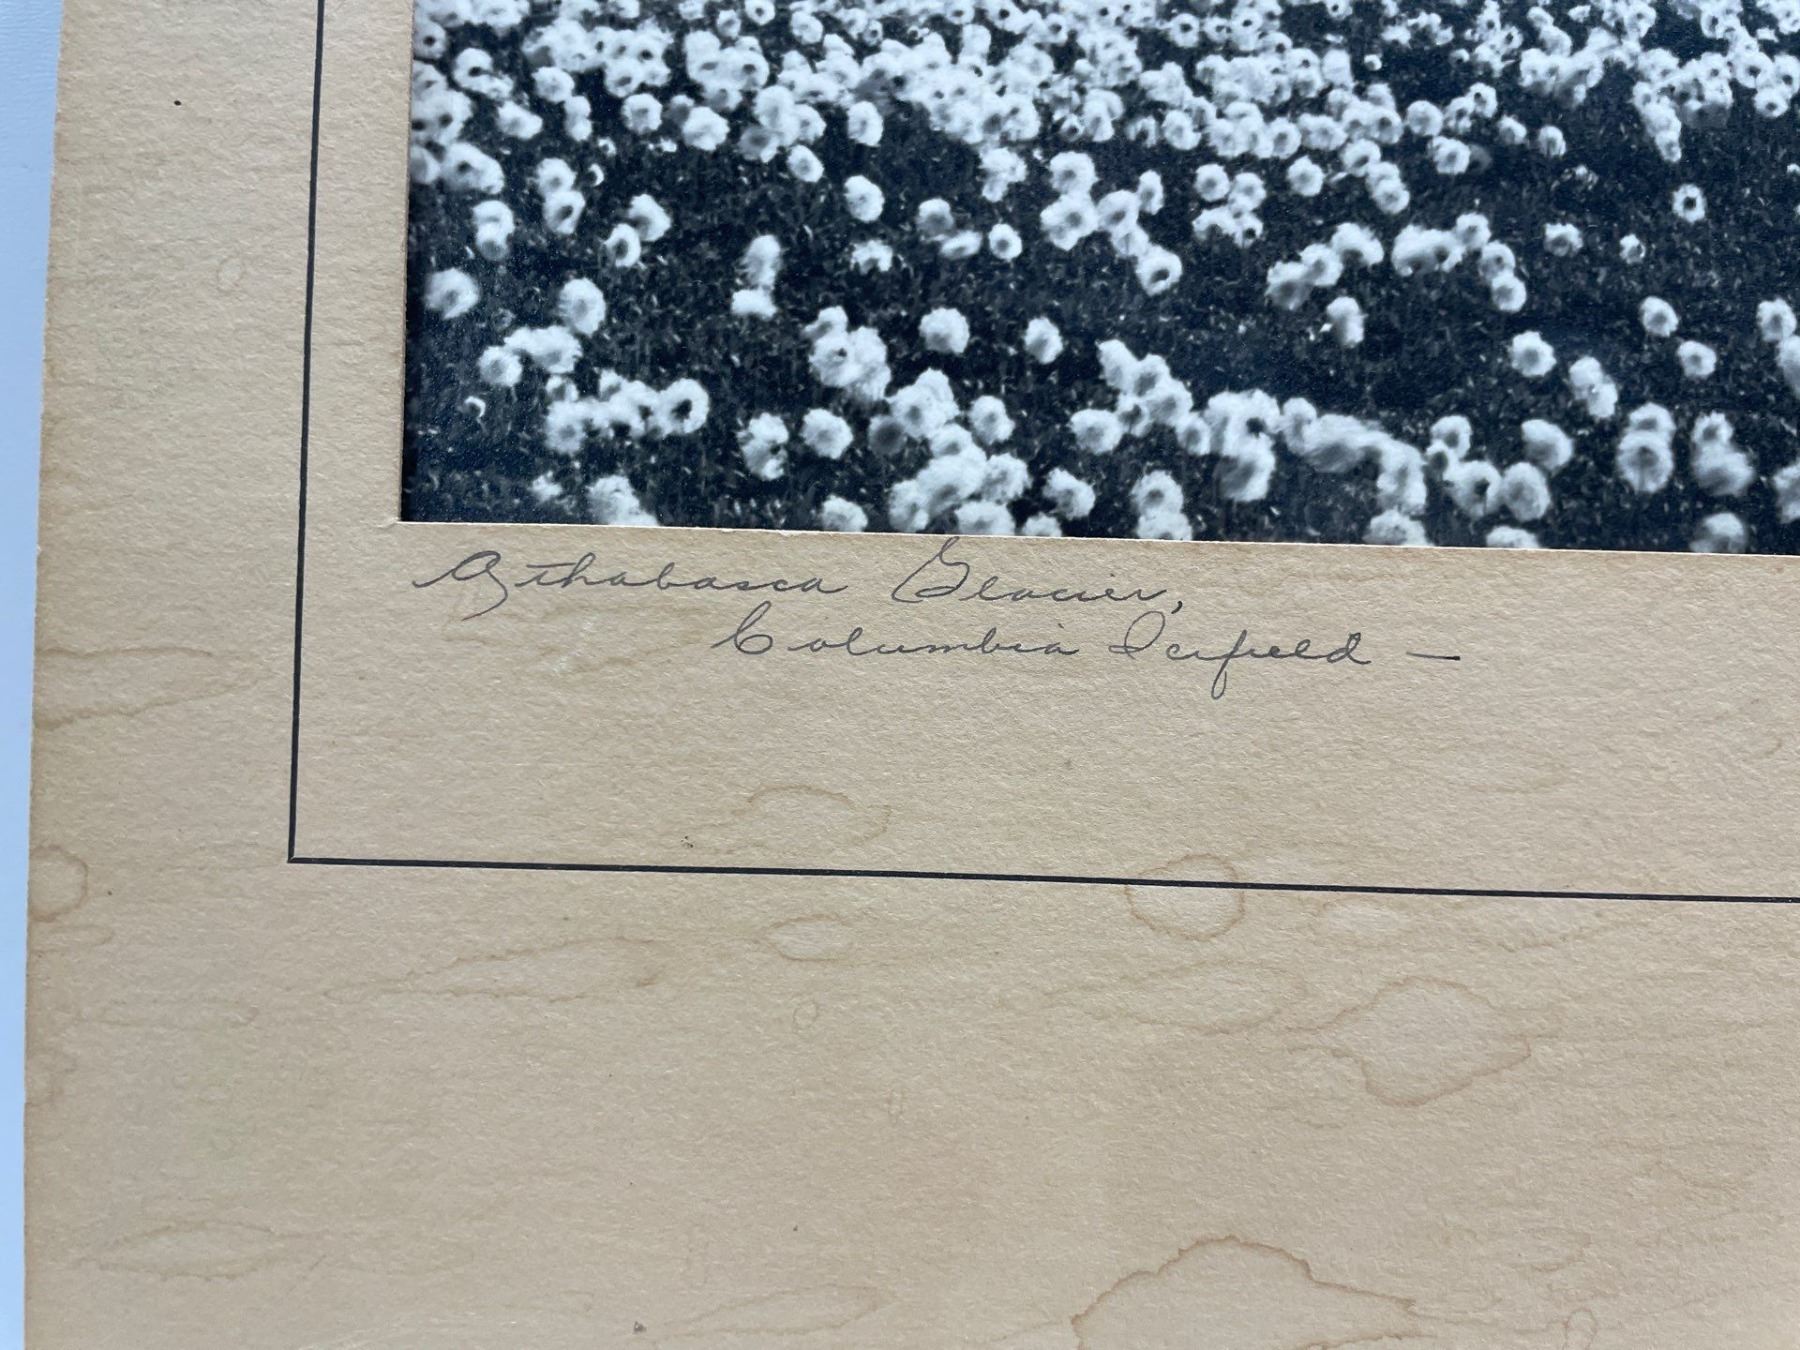 Athabasca Glacier,
Columbia Icefield -